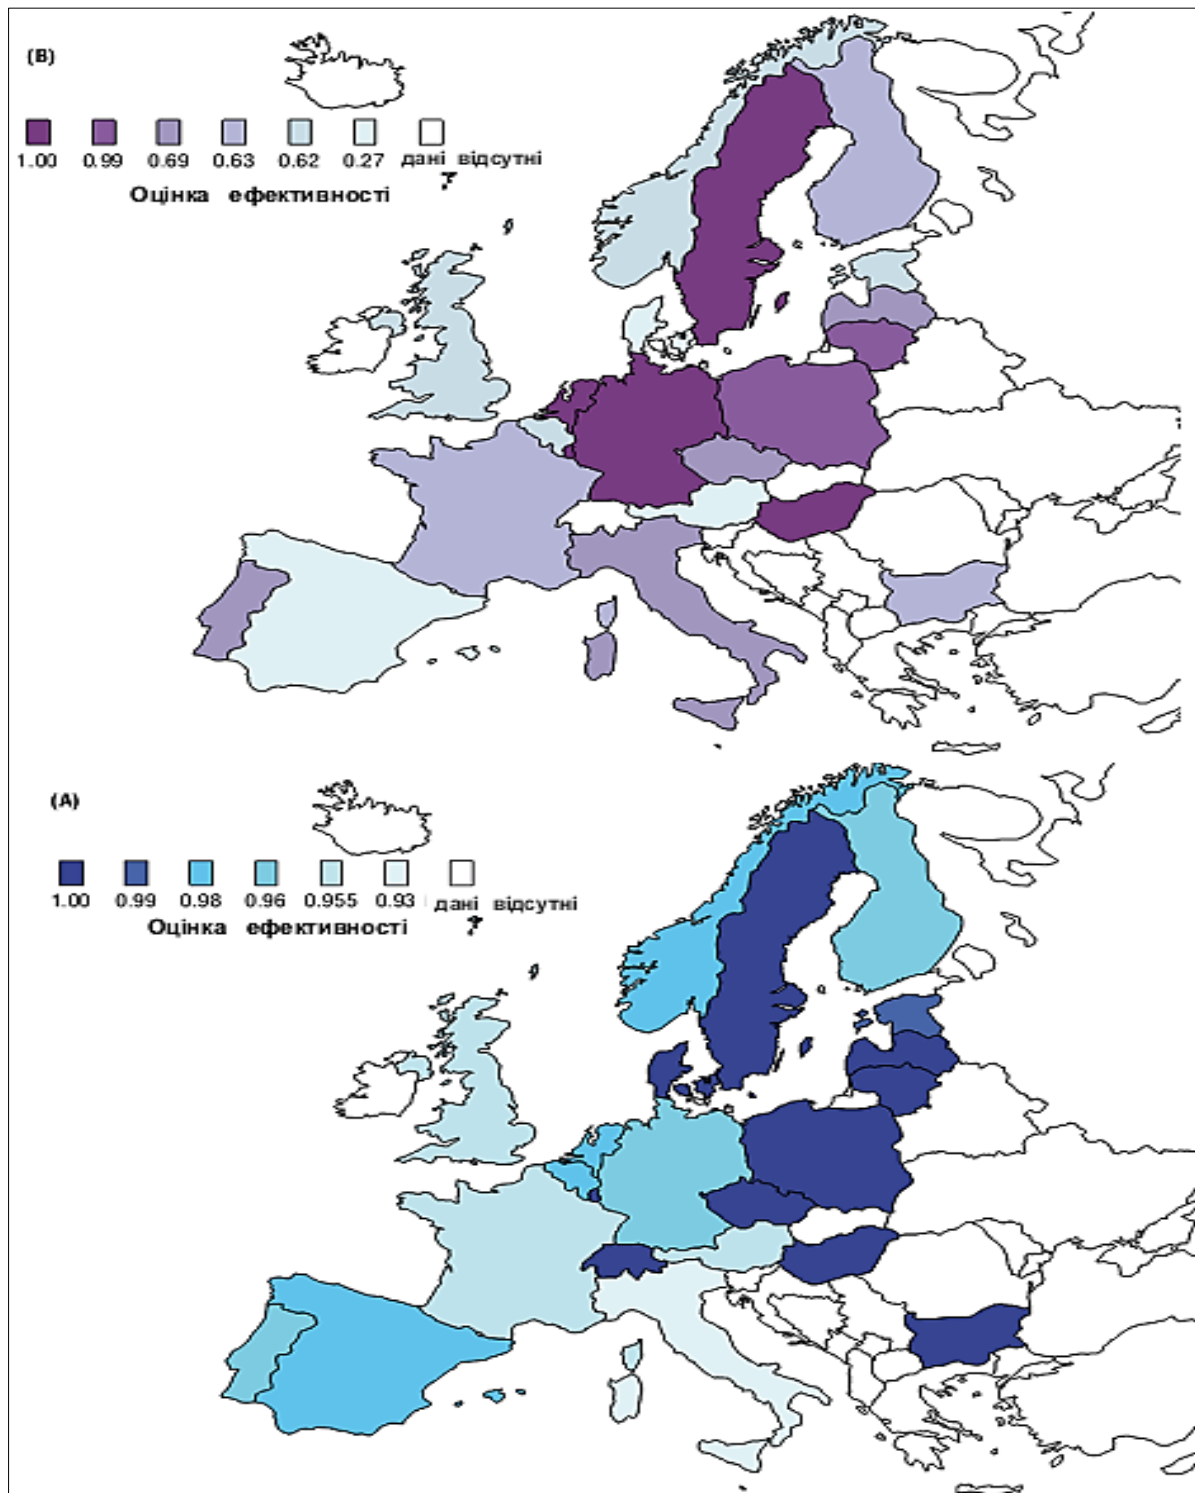 (B)
1.00 0.99 0.69 0.63 0.62 0.27 дані відсутні
Оцінка ефективності
(A)
1.00 0.99 0.98 0.96 0.955 0.93 дані відсутні
Оцінка ефективності ?